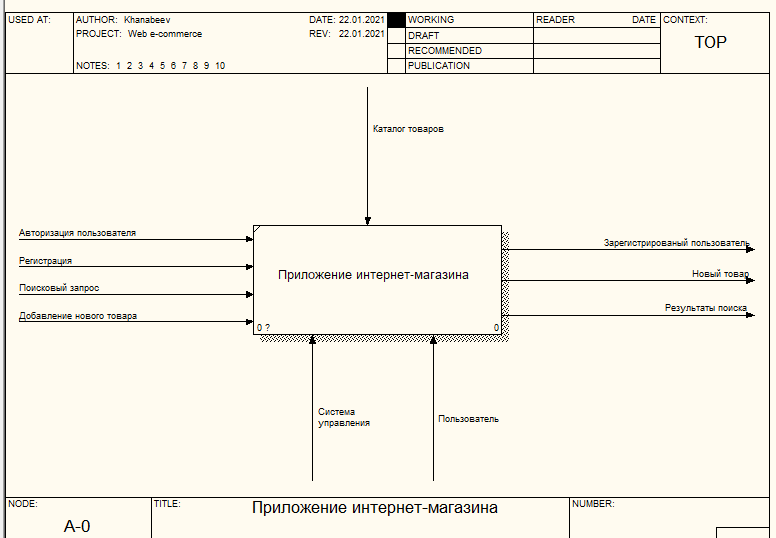 USED AT:
AUTHOR: Khanabeev
DATE: 22.01.2021
PROJECT: Web e-commerce
REV: 22.01.2021
NOTES: 1 2 3 4 5 6 7 8 9 10
WORKING
DRAFT
RECOMMENDED
PUBLICATION
READER
DATE
CONTEXT:
TOP
Каталог товаров
Авторизация пользователя
Регистрация
Поисковый запрос
Добавление нового товара
Приложение интернет-магазина
0 ?
0
Зарегистрированый пользователь
Новый товар
Результаты поиска
Система
управления
Пользователь
NODE:
A-0
TITLE:
Приложение интернет-магазина
NUMBER: